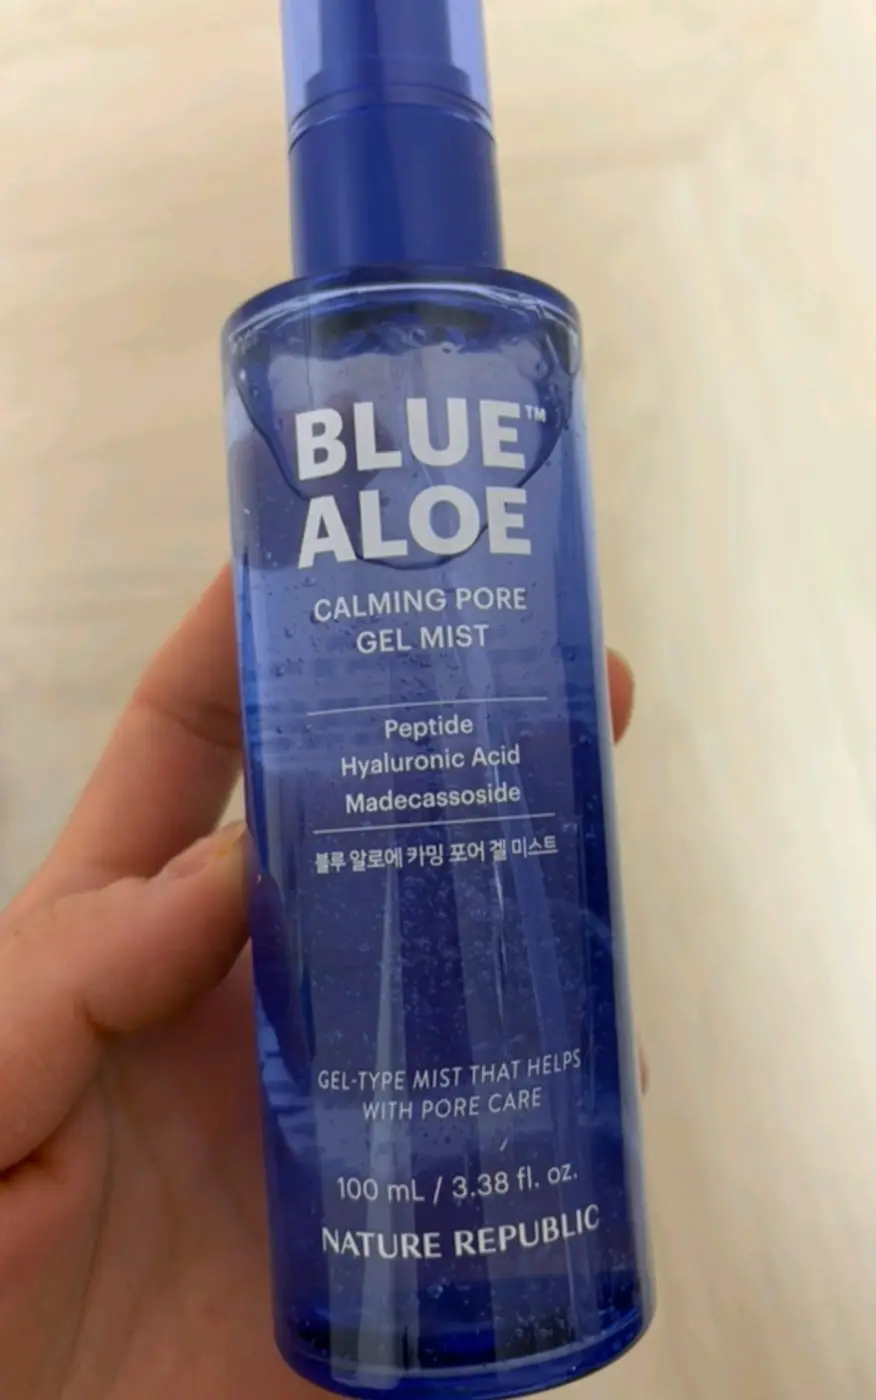 BLUE™
ALOE
CALMING PORE
GEL MIST
Peptide
Hyaluronic Acid
Madecassoside
블루 알로에 카밍 포어 겔 미스트
GEL-TYPE MIST THAT HELPS
WITH PORE CARE
100 mL / 3.38 fl. oz.
NATURE REPUBLIC